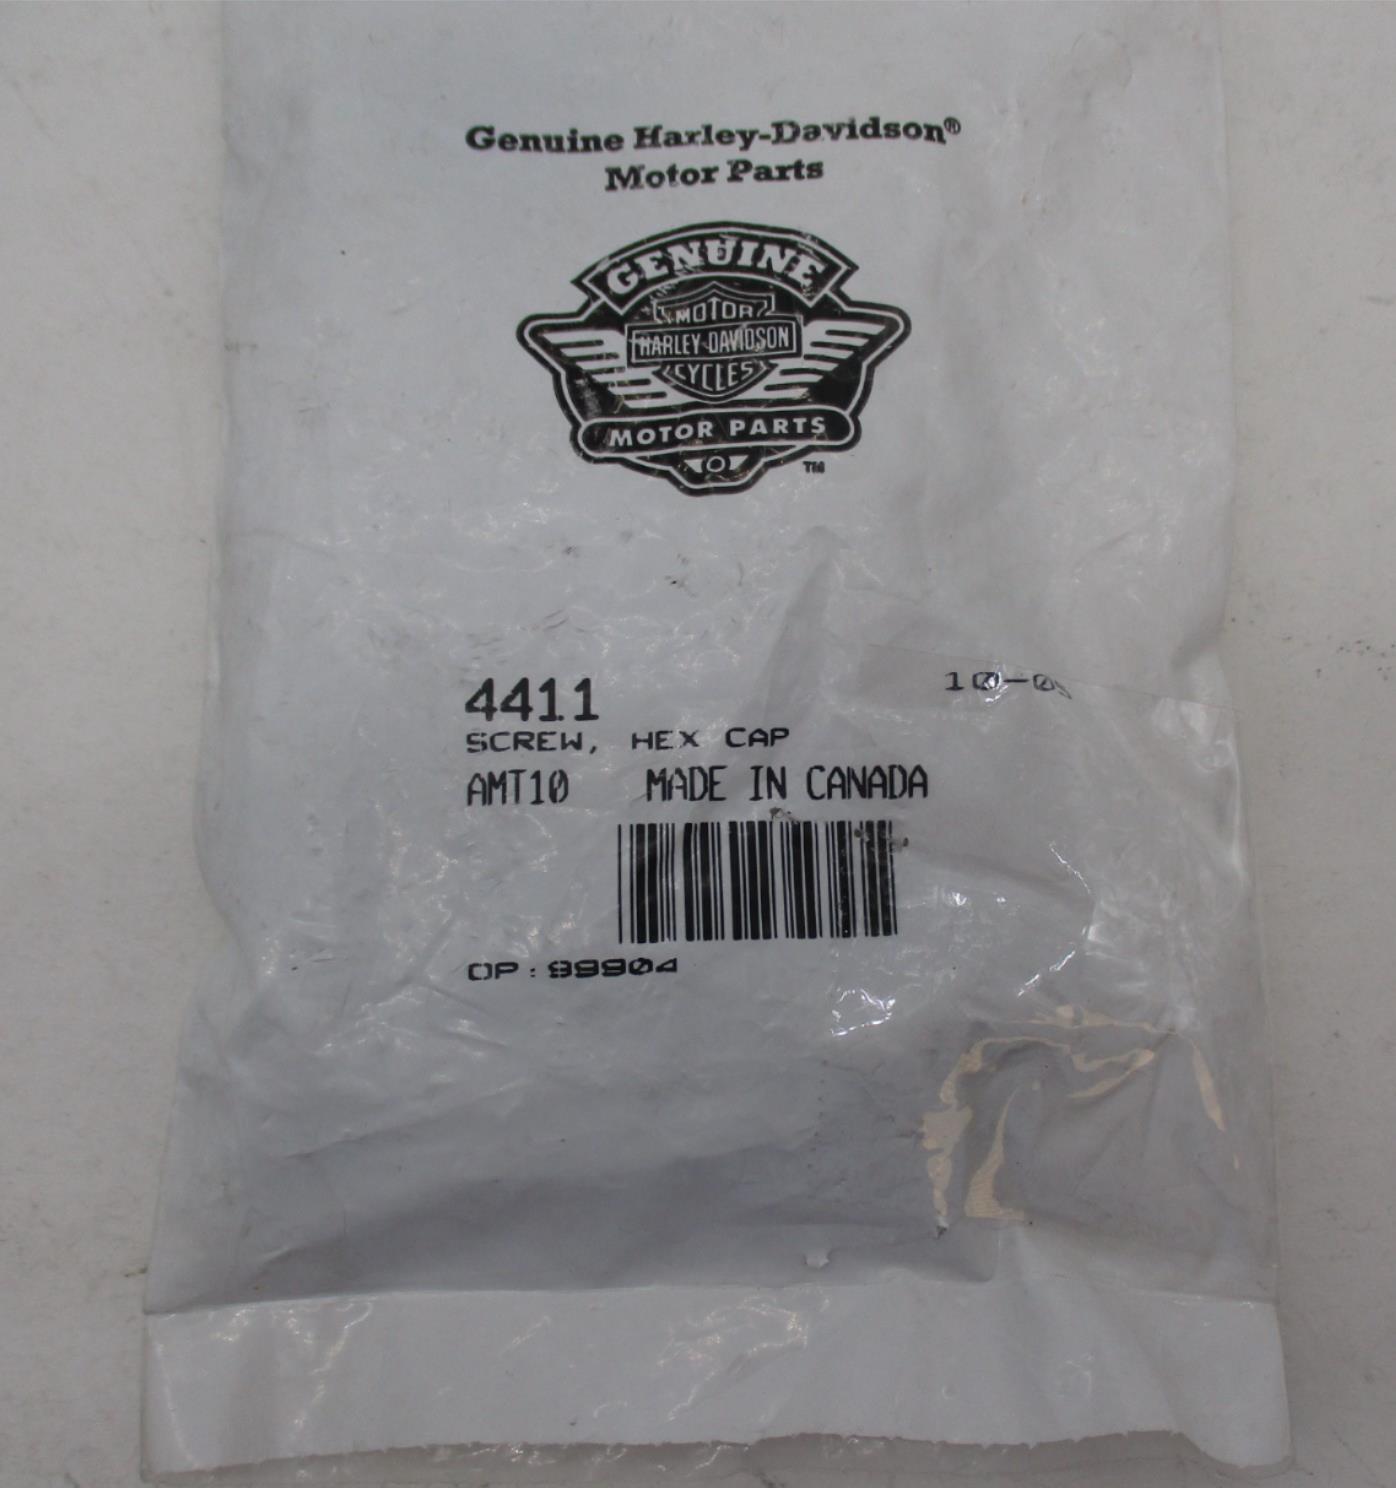 Genuine Harley-Davidson®
Motor Parts
GENUINE
MOTOR
HARLEY-DAVIDSON
CYCLES
MOTOR PARTS
TM
4411
SCREW, HEX CAP
AMT10 MADE IN CANADA
OP:99904